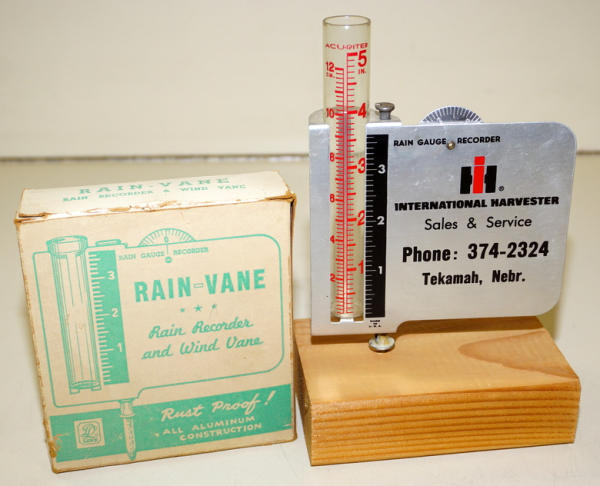 RAIN-VANE
RAIN RECORDER & WIND VANE
RAIN GAUGE RECORDER
3
2
1
RAIN-VANE
Rain Recorder
and Wind Vane
Rust Proof!
ALL ALUMINUM
CONSTRUCTION
ACU-RITE
12 5
IN.
10 4
8 3
6
2
4
1
2
3
2
1
MADE
IN
U.S.A.
RAIN GAUGE RECORDER
INTERNATIONAL HARVESTER
Sales & Service
Phone: 374-2324
Tekamah, Nebr.